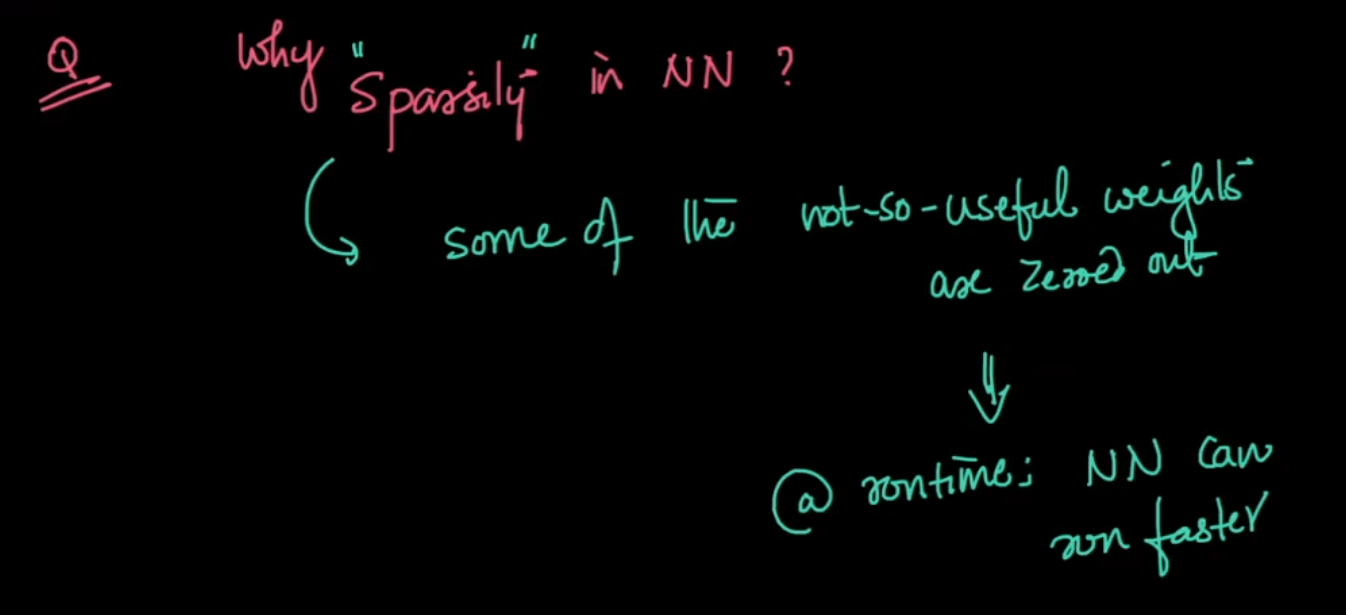 Q Why "Sparsity" in NN ?
some of the not-so-useful weights
are zeroed out
@ runtime; NN can
run faster